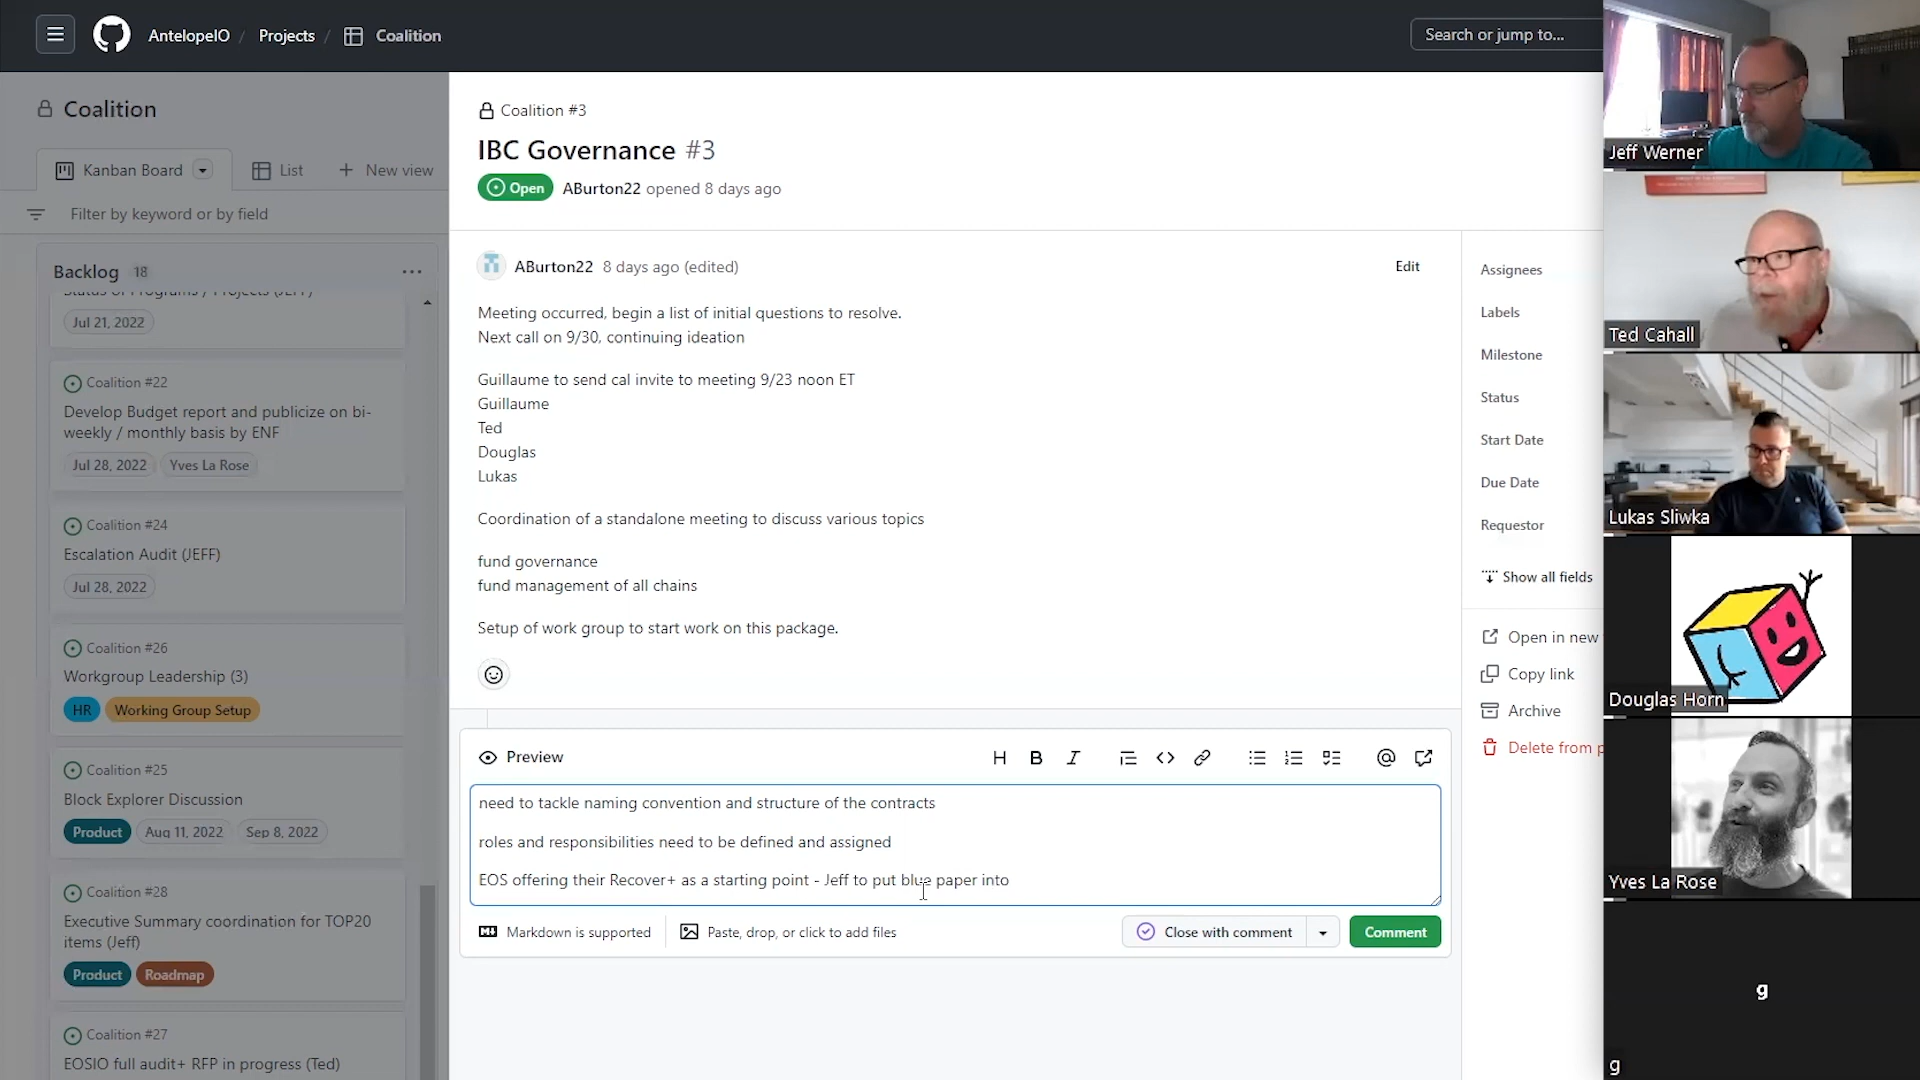 AntelopeIO / Projects / Coalition
Search or jump to...
Coalition
Kanban Board
List
+ New view
Filter by keyword or by field
Backlog 18
Status of Programs / Projects (JEFF)
Jul 21, 2022
Coalition #22
Develop Budget report and publicize on bi-
weekly / monthly basis by ENF
Jul 28, 2022 Yves La Rose
Coalition #24
Escalation Audit (JEFF)
Jul 28, 2022
Coalition #26
Workgroup Leadership (3)
HR Working Group Setup
Coalition #25
Block Explorer Discussion
Product Aug 11, 2022 Sep 8, 2022
Coalition #28
Executive Summary coordination for TOP20
items (Jeff)
Product Roadmap
Coalition #27
EOSIO full audit+ RFP in progress (Ted)
Coalition #3
IBC Governance #3
Open ABurton22 opened 8 days ago
ABurton22 8 days ago (edited)
Edit
Meeting occurred, begin a list of initial questions to resolve.
Next call on 9/30, continuing ideation
Guillaume to send cal invite to meeting 9/23 noon ET
Guillaume
Ted
Douglas
Lukas
Coordination of a standalone meeting to discuss various topics
fund governance
fund management of all chains
Setup of work group to start work on this package.
Preview
H B I
need to tackle naming convention and structure of the contracts
roles and responsibilities need to be defined and assigned
EOS offering their Recover+ as a starting point - Jeff to put blue paper into
Markdown is supported
Paste, drop, or click to add files
Close with comment
Comment
Assignees
Labels
Milestone
Status
Start Date
Due Date
Requestor
Show all fields
Open in new
Copy link
Archive
Delete from p
Jeff Werner
Ted Cahall
Lukas Sliwka
Douglas Horn
Yves La Rose
g
g